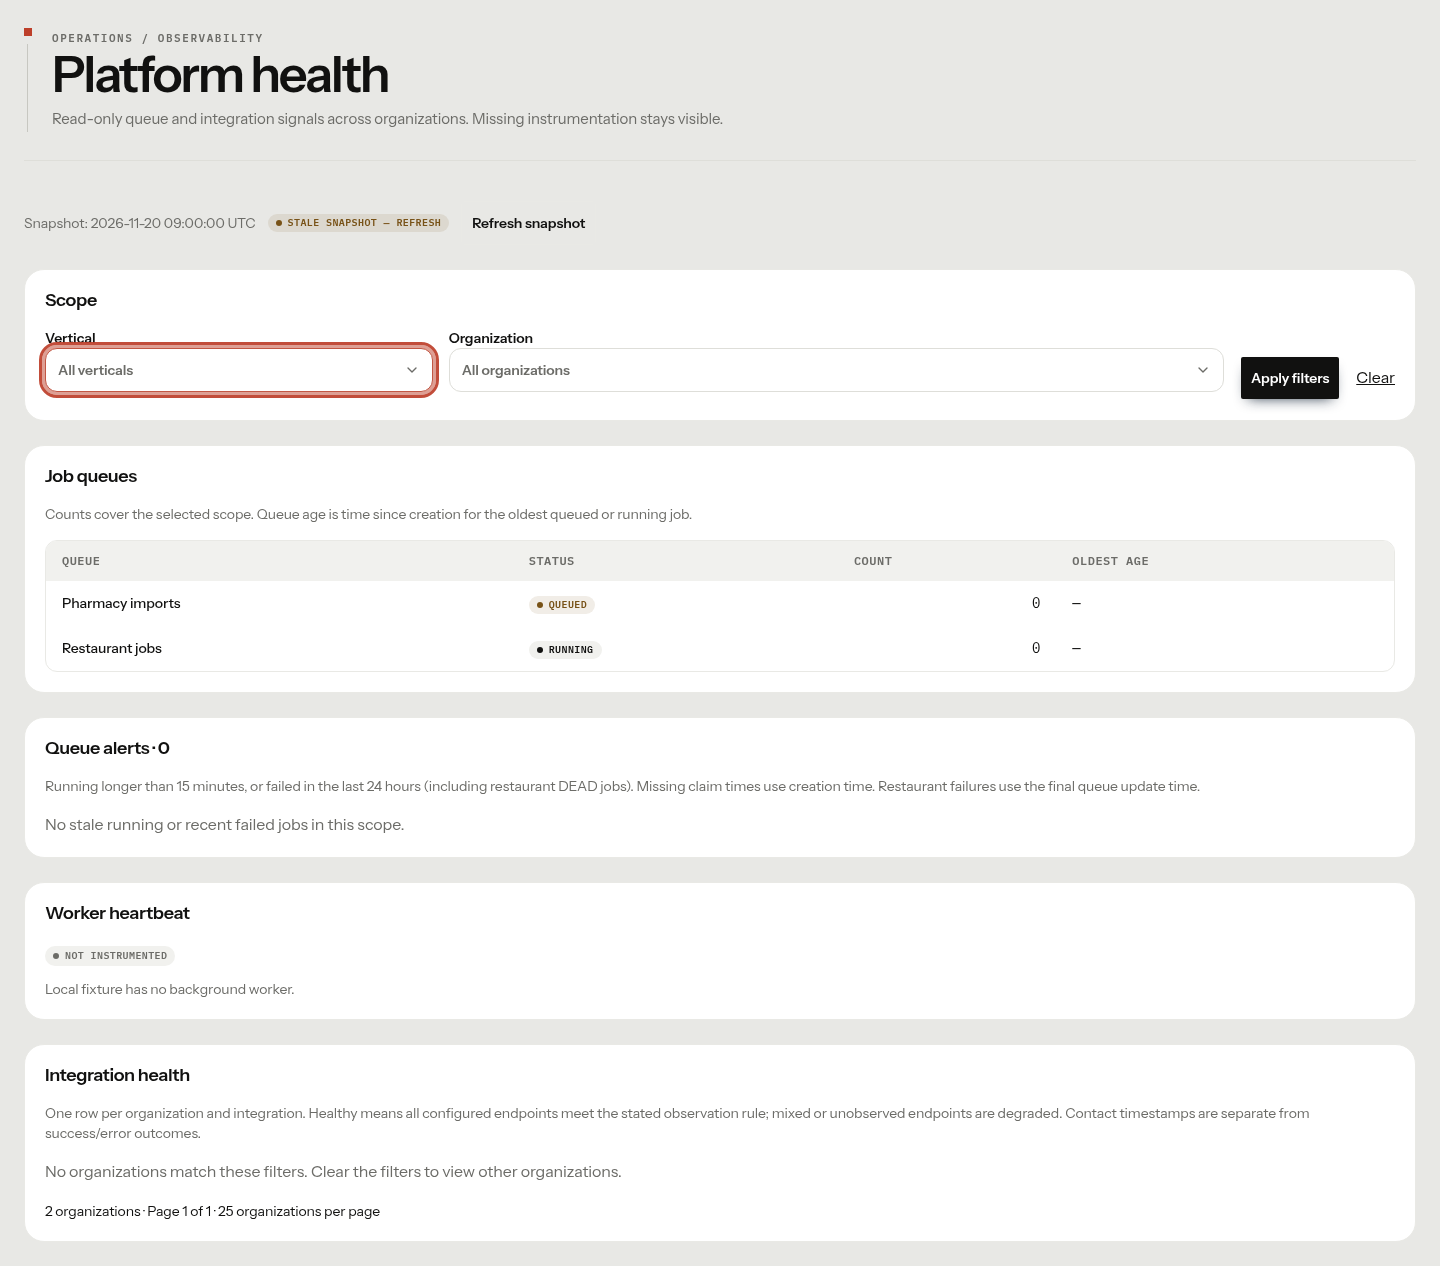 OPERATIONS / OBSERVABILITY
Platform health
Read-only queue and integration signals across organizations. Missing instrumentation stays visible.
Snapshot: 2026-11-20 09:00:00 UTC STALE SNAPSHOT — REFRESH Refresh snapshot
Scope
Vertical Organization
All verticals All organizations Apply filters Clear
Job queues
Counts cover the selected scope. Queue age is time since creation for the oldest queued or running job.
QUEUE STATUS COUNT OLDEST AGE
Pharmacy imports QUEUED 0 —
Restaurant jobs RUNNING 0 —
Queue alerts · 0
Running longer than 15 minutes, or failed in the last 24 hours (including restaurant DEAD jobs). Missing claim times use creation time. Restaurant failures use the final queue update time.
No stale running or recent failed jobs in this scope.
Worker heartbeat
NOT INSTRUMENTED
Local fixture has no background worker.
Integration health
One row per organization and integration. Healthy means all configured endpoints meet the stated observation rule; mixed or unobserved endpoints are degraded. Contact timestamps are separate from
success/error outcomes.
No organizations match these filters. Clear the filters to view other organizations.
2 organizations · Page 1 of 1 · 25 organizations per page